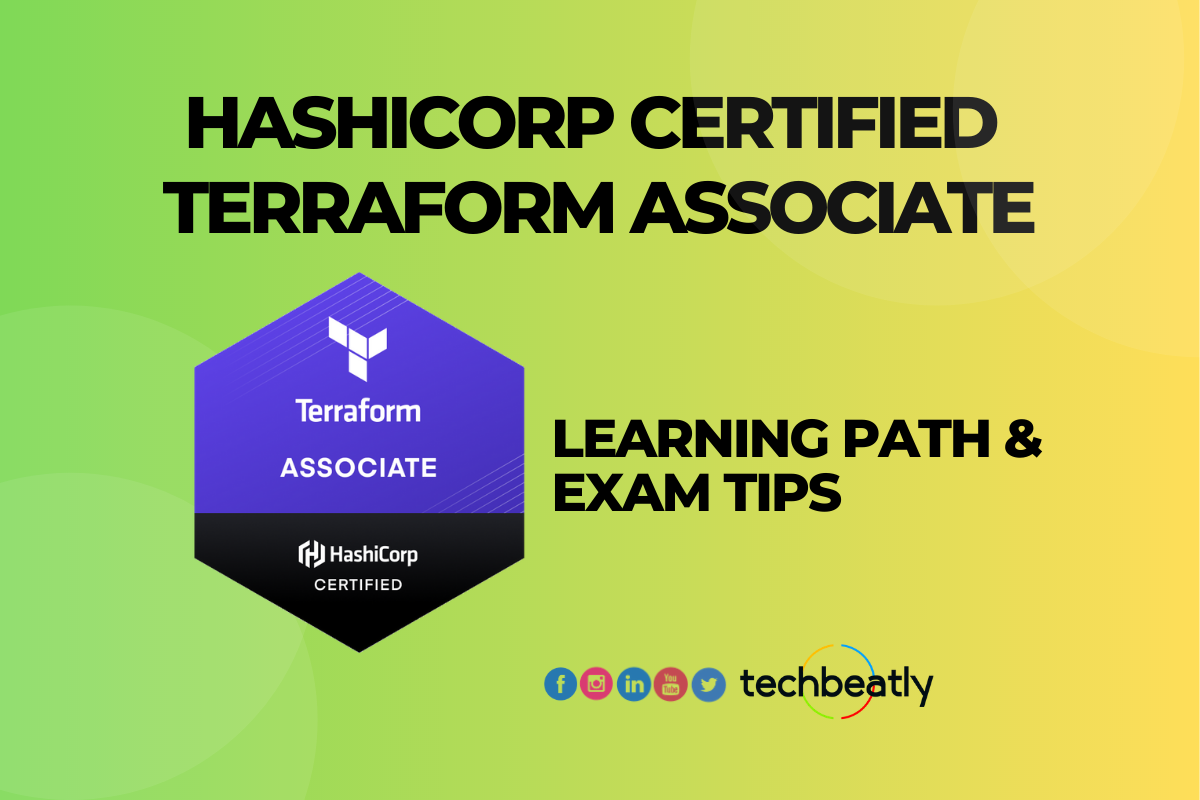 HASHICORP CERTIFIED
TERRAFORM ASSOCIATE
Terraform
ASSOCIATE
HashiCorp
CERTIFIED
LEARNING PATH &
EXAM TIPS
f in You Tube techbeatly